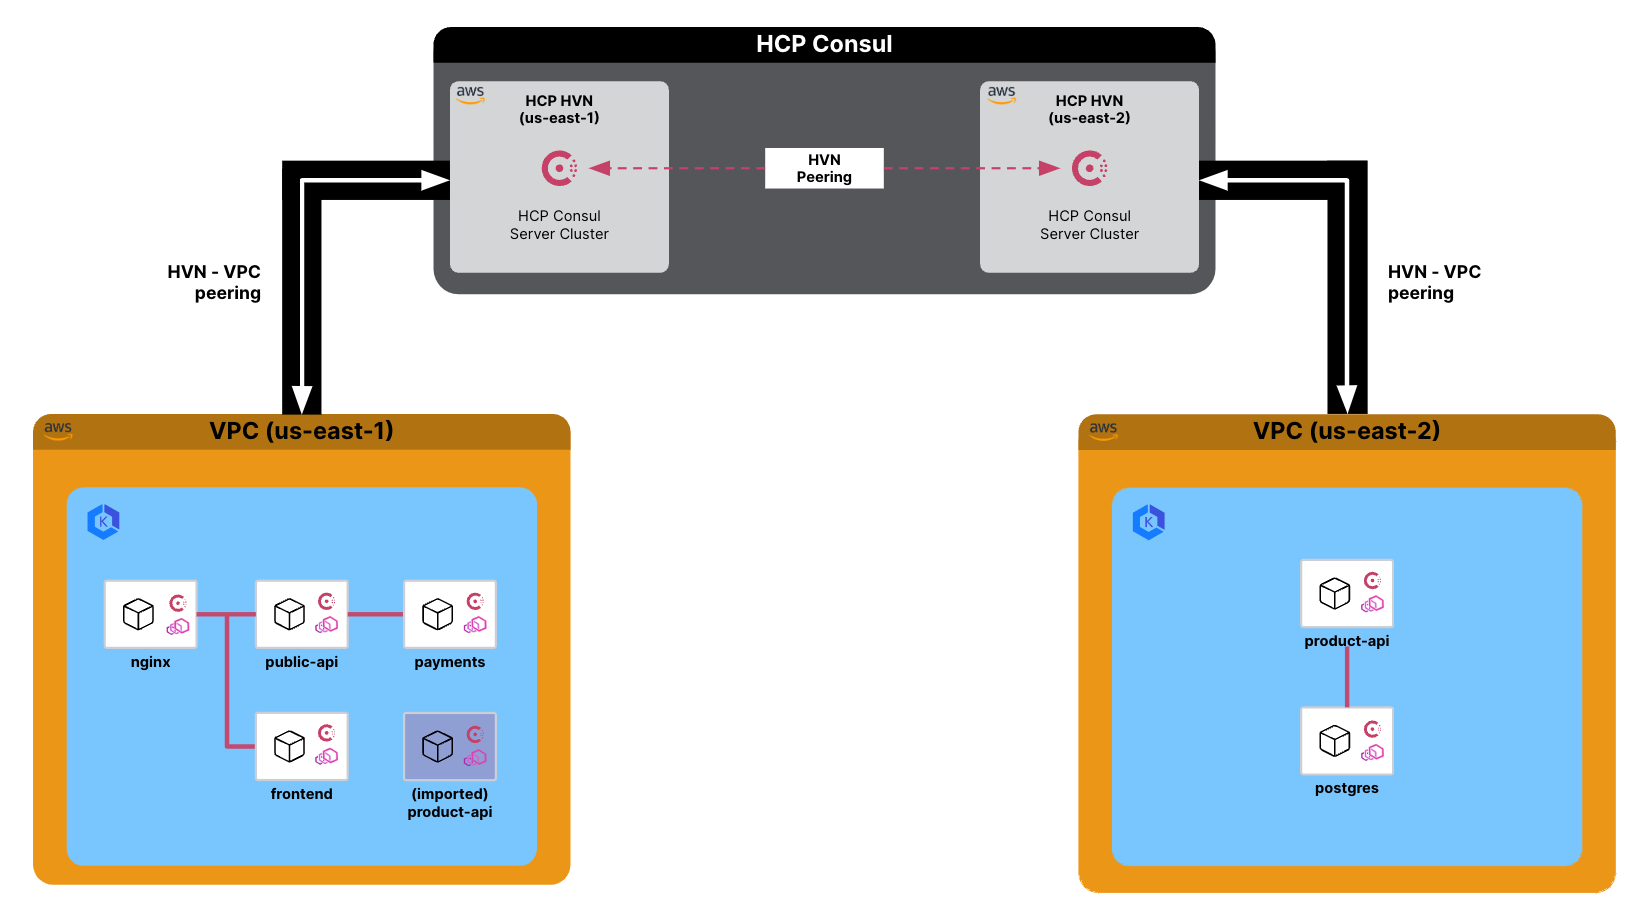 HCP Consul
aws
HCP HVN
(us-east-1)
HCP Consul
Server Cluster
HVN
Peering
aws
HCP HVN
(us-east-2)
HCP Consul
Server Cluster
HVN - VPC
peering
HVN - VPC
peering
aws
VPC (us-east-1)
K
nginx
public-api
payments
frontend
(imported)
product-api
aws
VPC (us-east-2)
K
product-api
postgres